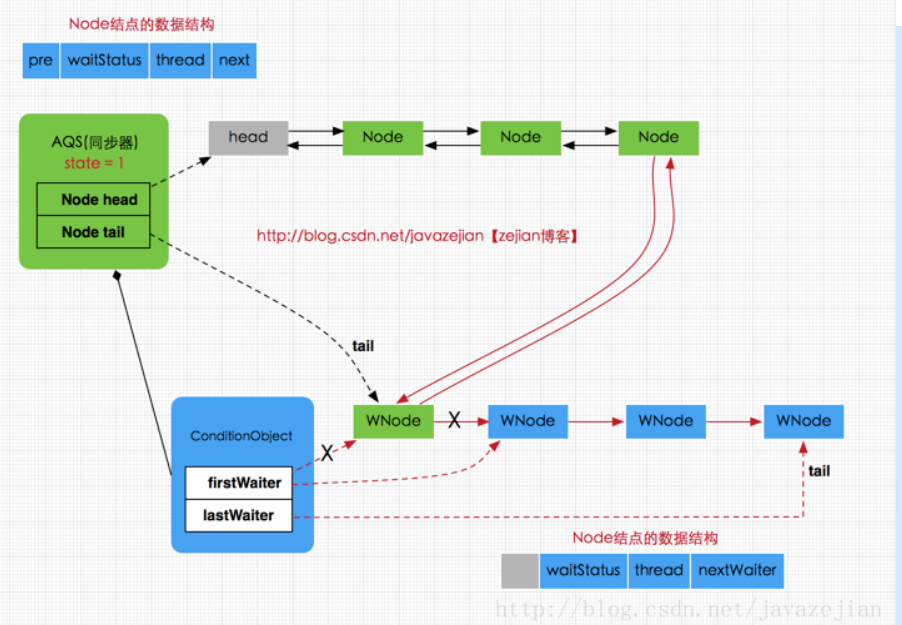 Node结点的数据结构
pre waitStatus thread next
AQS(同步器)
state = 1
Node head
Node tail
head Node Node Node
http://blog.csdn.net/javazejian【zejian博客】
tail
WNode X WNode WNode WNode
ConditionObject
X
firstWaiter
lastWaiter
tail
Node结点的数据结构
waitStatus thread nextWaiter
http://blog.csdn.net/javazejian